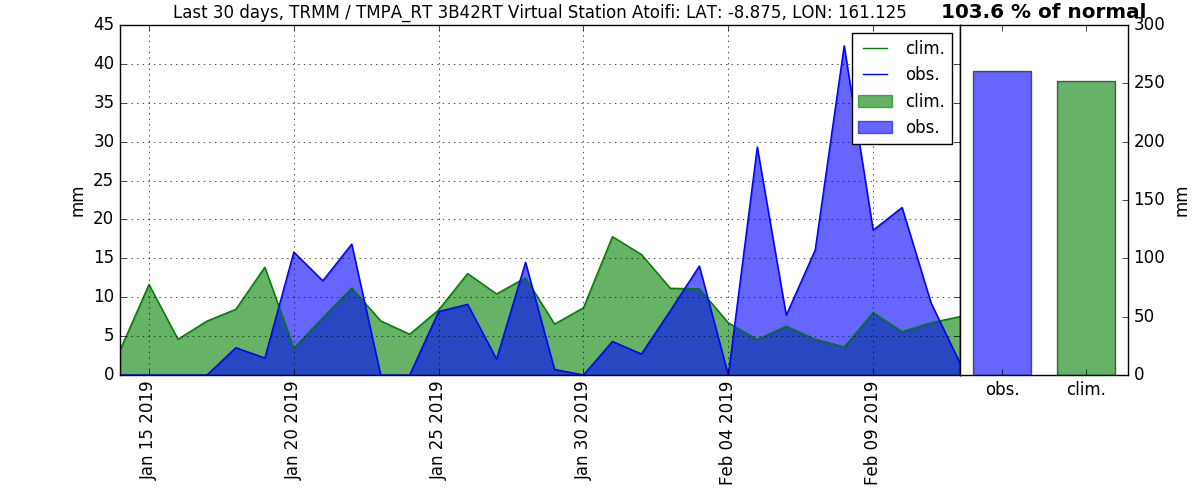 Last 30 days, TRMM / TMPA_RT 3B42RT Virtual Station Atoifi: LAT: -8.875, LON: 161.125
103.6 % of normal
45
40
35
30
25
20
15
10
5
0
mm
clim.
obs.
clim.
obs.
300
250
200
150
100
50
0
mm
Jan 15 2019
Jan 20 2019
Jan 25 2019
Jan 30 2019
Feb 04 2019
Feb 09 2019
obs.
clim.